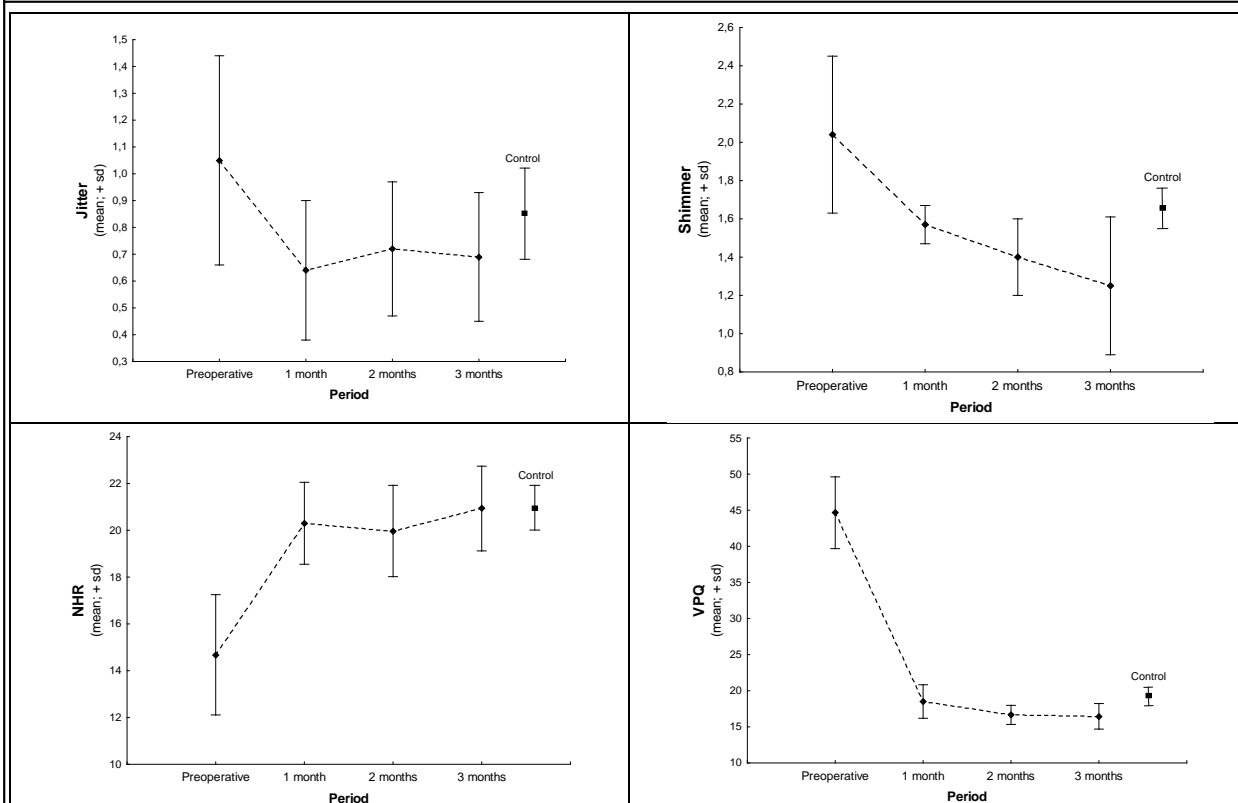 1,5
1,4
1,3
1,2
1,1
1,0
0,9
0,8
0,7
0,6
0,5
0,4
0,3
Jitter
(mean; + sd)
Control
Preoperative 1 month 2 months 3 months
Period
2,6
2,4
2,2
2,0
1,8
1,6
1,4
1,2
1,0
0,8
Shimmer
(mean; + sd)
Control
Preoperative 1 month 2 months 3 months
Period
24
22
20
18
16
14
12
10
NHR
(mean; + sd)
Control
Preoperative 1 month 2 months 3 months
Period
55
50
45
40
35
30
25
20
15
10
VPQ
(mean; + sd)
Control
Preoperative 1 month 2 months 3 months
Period